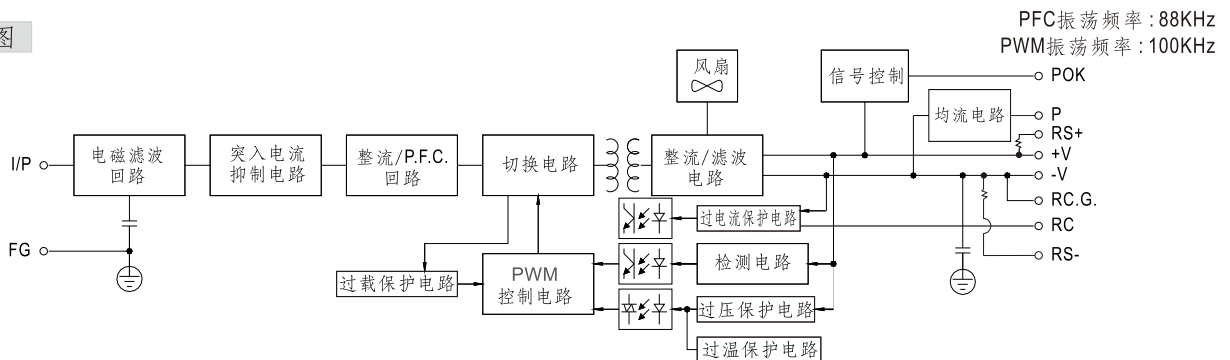 图
PFC振荡频率:88KHz
PWM振荡频率:100KHz
风扇
信号控制
POK
均流电路
P
RS+
I/P
电磁滤波
回路
突入电流
抑制电路
整流/P.F.C.
回路
切换电路
整流/滤波
电路
+V
-V
RC.G.
过电流保护电路
RC
FG
RS-
过载保护电路
PWM
控制电路
检测电路
过压保护电路
过温保护电路